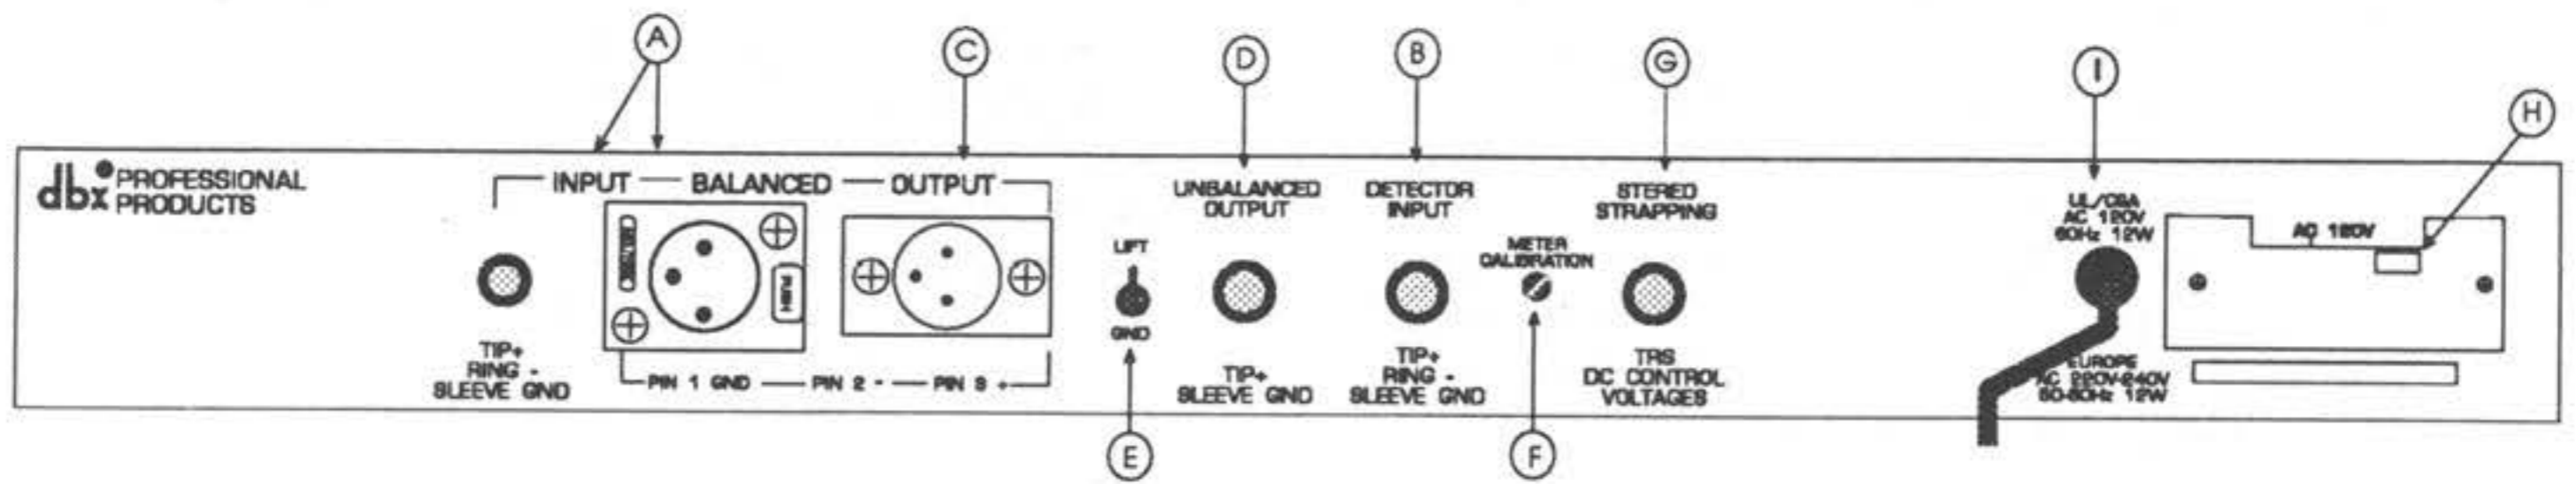 A
C
D
B
G
I
H
dbx PROFESSIONAL
PRODUCTS
INPUT BALANCED OUTPUT
UNBALANCED
OUTPUT
DETECTOR
INPUT
STEREO
STRAPPING
UL/CSA
AC 120V
60Hz 12W
AC 120V
LIFT
GND
METER
CALIBRATION
PUSH
TIP+
RING -
SLEEVE GND
PIN 1 GND PIN 2 - PIN 3 +
TIP+
SLEEVE GND
TIP+
RING -
SLEEVE GND
TRS
DC CONTROL
VOLTAGES
EUROPE
AC 220V-240V
50-60Hz 12W
E
F